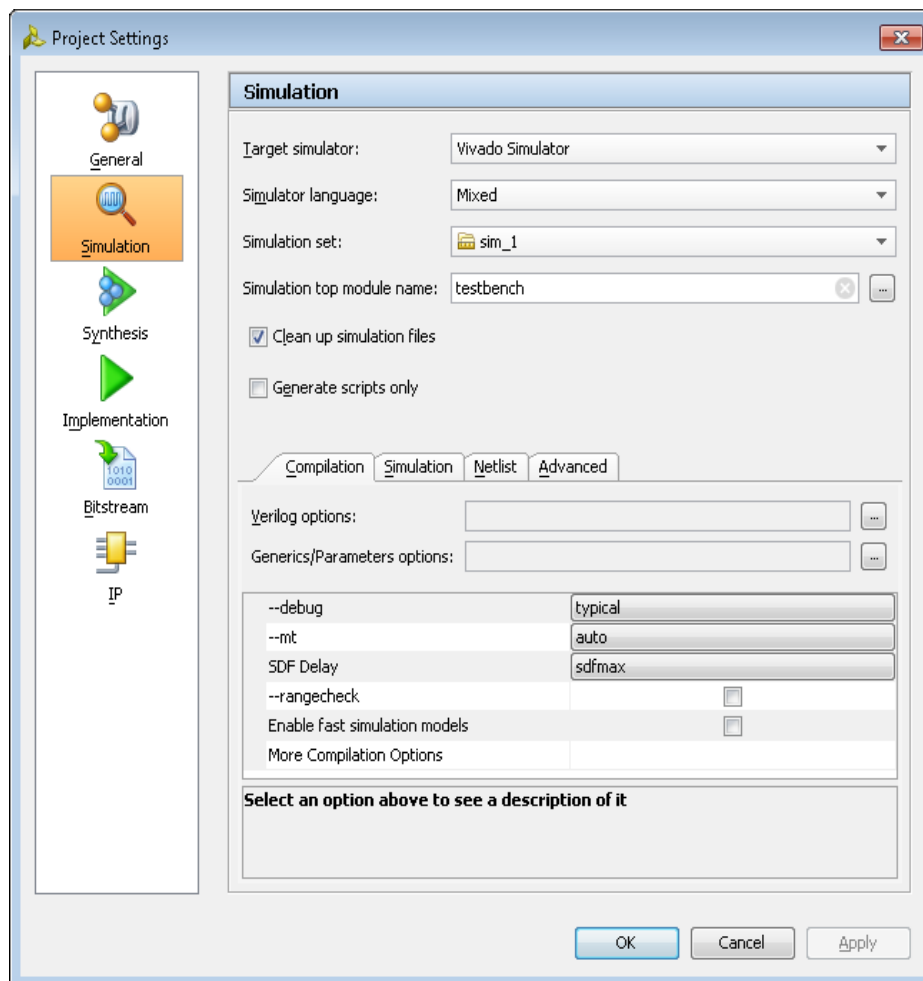 Project Settings
General
Simulation
Synthesis
Implementation
1010
0001
Bitstream
IP
Simulation
Target simulator: Vivado Simulator
Simulator language: Mixed
Simulation set: sim_1
Simulation top module name: testbench ...
Clean up simulation files
Generate scripts only
Compilation Simulation Netlist Advanced
Verilog options: ...
Generics/Parameters options: ...
--debug typical
--mt auto
SDF Delay sdfmax
--rangecheck
Enable fast simulation models
More Compilation Options
Select an option above to see a description of it
OK Cancel Apply